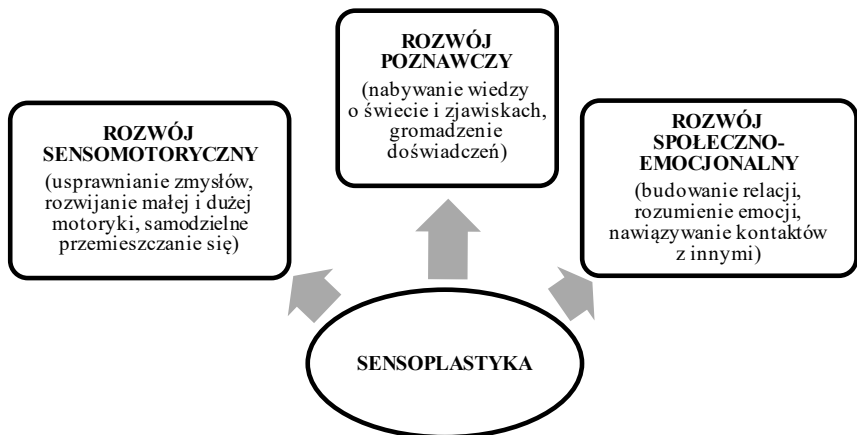 ROZWÓJ
SENSOMOTORYCZNY
(usprawnianie zmysłów,
rozwijanie małej i dużej
motoryki, samodzielne
przemieszczanie się)
ROZWÓJ
POZNAWCZY
(nabywanie wiedzy
o świecie i zjawiskach,
gromadzenie
doświadczeń)
ROZWÓJ
SPOŁECZNO-
EMOCJONALNY
(budowanie relacji,
rozumienie emocji,
nawiązywanie kontaktów
z innymi)
SENSOPLASTYKA